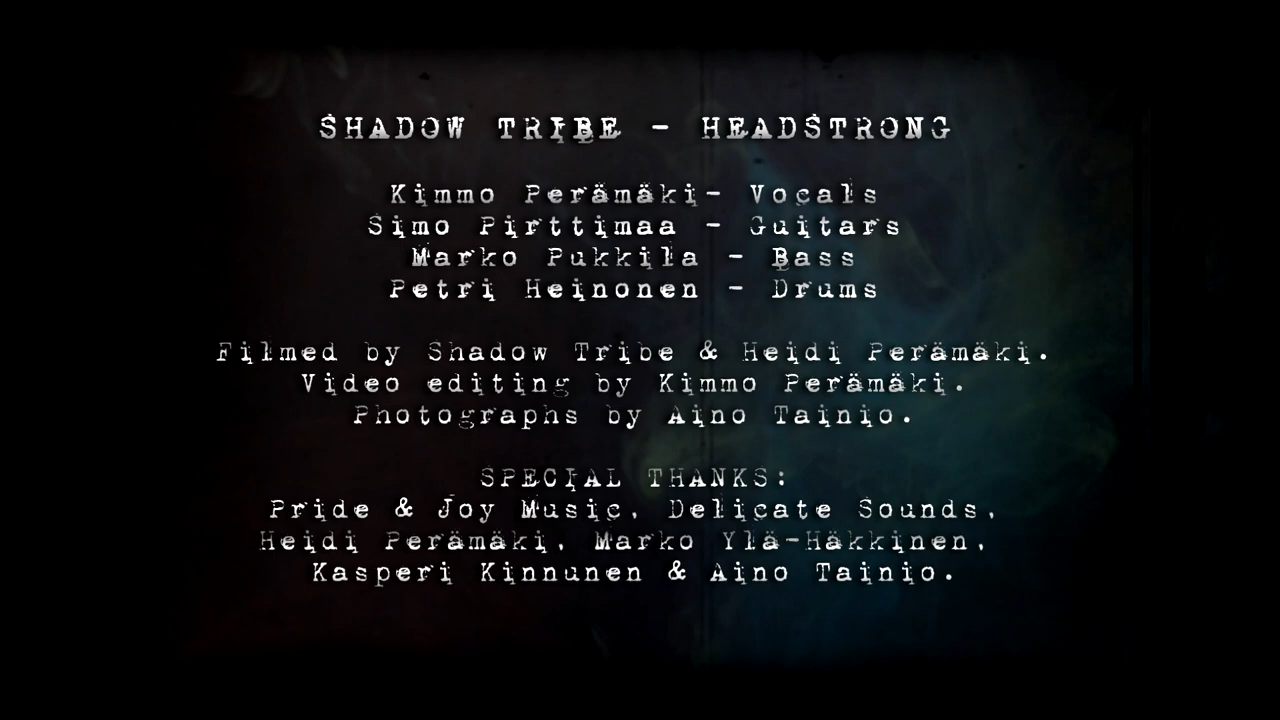 SHADOW TRIBE - HEADSTRONG
Kimmo Perämäki- Vocals
Simo Pirttimaa - Guitars
Marko Pukkila - Bass
Petri Heinonen - Drums
Filmed by Shadow Tribe & Heidi Perämäki.
Video editing by Kimmo Perämäki.
Photographs by Aino Tainio.
SPECIAL THANKS:
Pride & Joy Music, Delicate Sounds,
Heidi Perämäki, Marko Ylä-Häkkinen,
Kasperi Kinnunen & Aino Tainio.